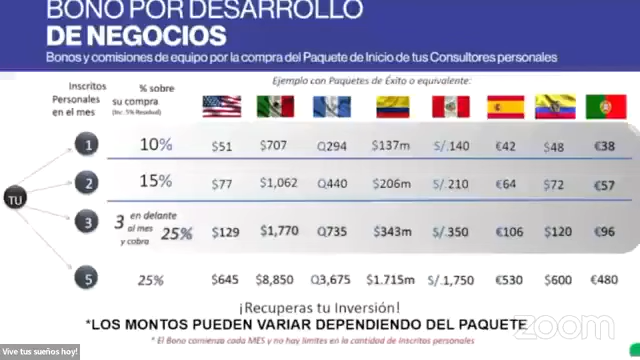 BONO POR DESARROLLO
DE NEGOCIOS
Bonos y comisiones de equipo por la compra del Paquete de Inicio de tus Consultores personales
Inscritos
Personales
en el mes
% sobre
su compra
(Inc. 5% Residual)
Ejemplo con Paquetes de Éxito o equivalente:
1 10% $51 $707 Q294 $137m S/.140 €42 $48 €38
2 15% $77 $1,062 Q440 $206m S/.210 €64 $72 €57
TU
3 3 en delante al mes y cobra 25% $129 $1,770 Q735 $343m S/.350 €106 $120 €96
5 25% $645 $8,850 Q3,675 $1.715m S/.1,750 €530 $600 €480
¡Recuperas tu Inversión!
*LOS MONTOS PUEDEN VARIAR DEPENDIENDO DEL PAQUETE
* El Bono comienza cada MES y no hay limites en la cantidad de inscritos personales
zoom
Vive tus sueños hoy!